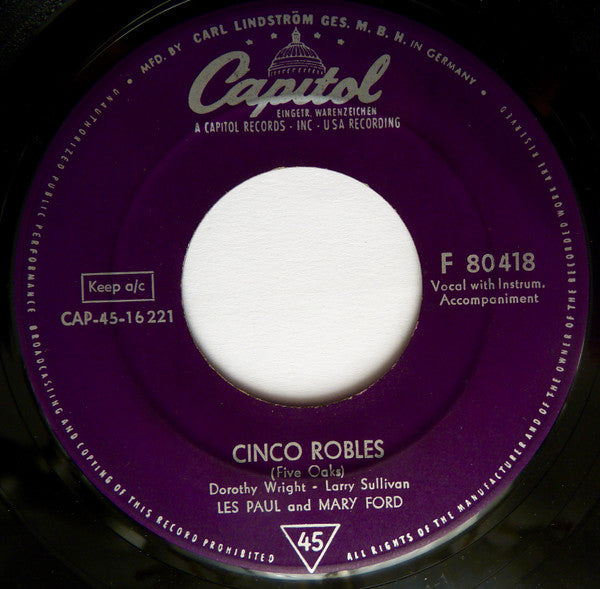 MFD. BY CARL LINDSTRÖM GES. M. B. H. IN GERMANY
Capitol
EINGETR. WARENZEICHEN
A CAPITOL RECORDS - INC - USA RECORDING
Keep a/c
CAP-45-16 221
F 80418
Vocal with Instrum.
Accompaniment
CINCO ROBLES
(Five Oaks)
Dorothy Wright - Larry Sullivan
LES PAUL and MARY FORD
45
UNAUTHORIZED PUBLIC PERFORMANCE BROADCASTING AND COPYING OF THIS RECORD PROHIBITED
ALL RIGHTS OF THE MANUFACTURER AND OF THE OWNER OF THE RECORDED WORK ARE RESERVED